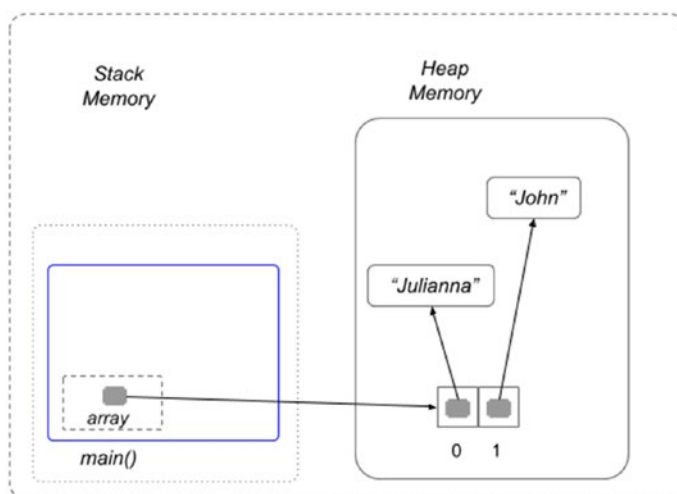 Stack
Memory
Heap
Memory
“John”
“Julianna”
array
main()
0 1